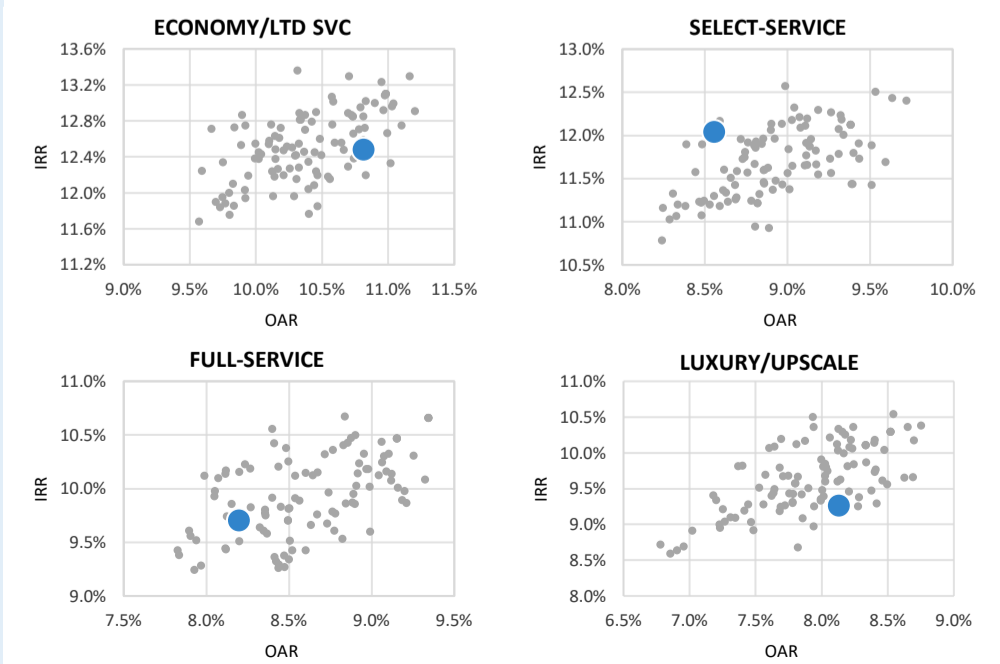 ECONOMY/LTD SVC
13.6%
13.2%
12.8%
12.4%
12.0%
11.6%
11.2%
IRR
9.0% 9.5% 10.0% 10.5% 11.0% 11.5%
OAR
SELECT-SERVICE
13.0%
12.5%
12.0%
11.5%
11.0%
10.5%
IRR
8.0% 8.5% 9.0% 9.5% 10.0%
OAR
FULL-SERVICE
11.0%
10.5%
10.0%
9.5%
9.0%
IRR
7.5% 8.0% 8.5% 9.0% 9.5%
OAR
LUXURY/UPSCALE
11.0%
10.5%
10.0%
9.5%
9.0%
8.5%
8.0%
IRR
6.5% 7.0% 7.5% 8.0% 8.5% 9.0%
OAR